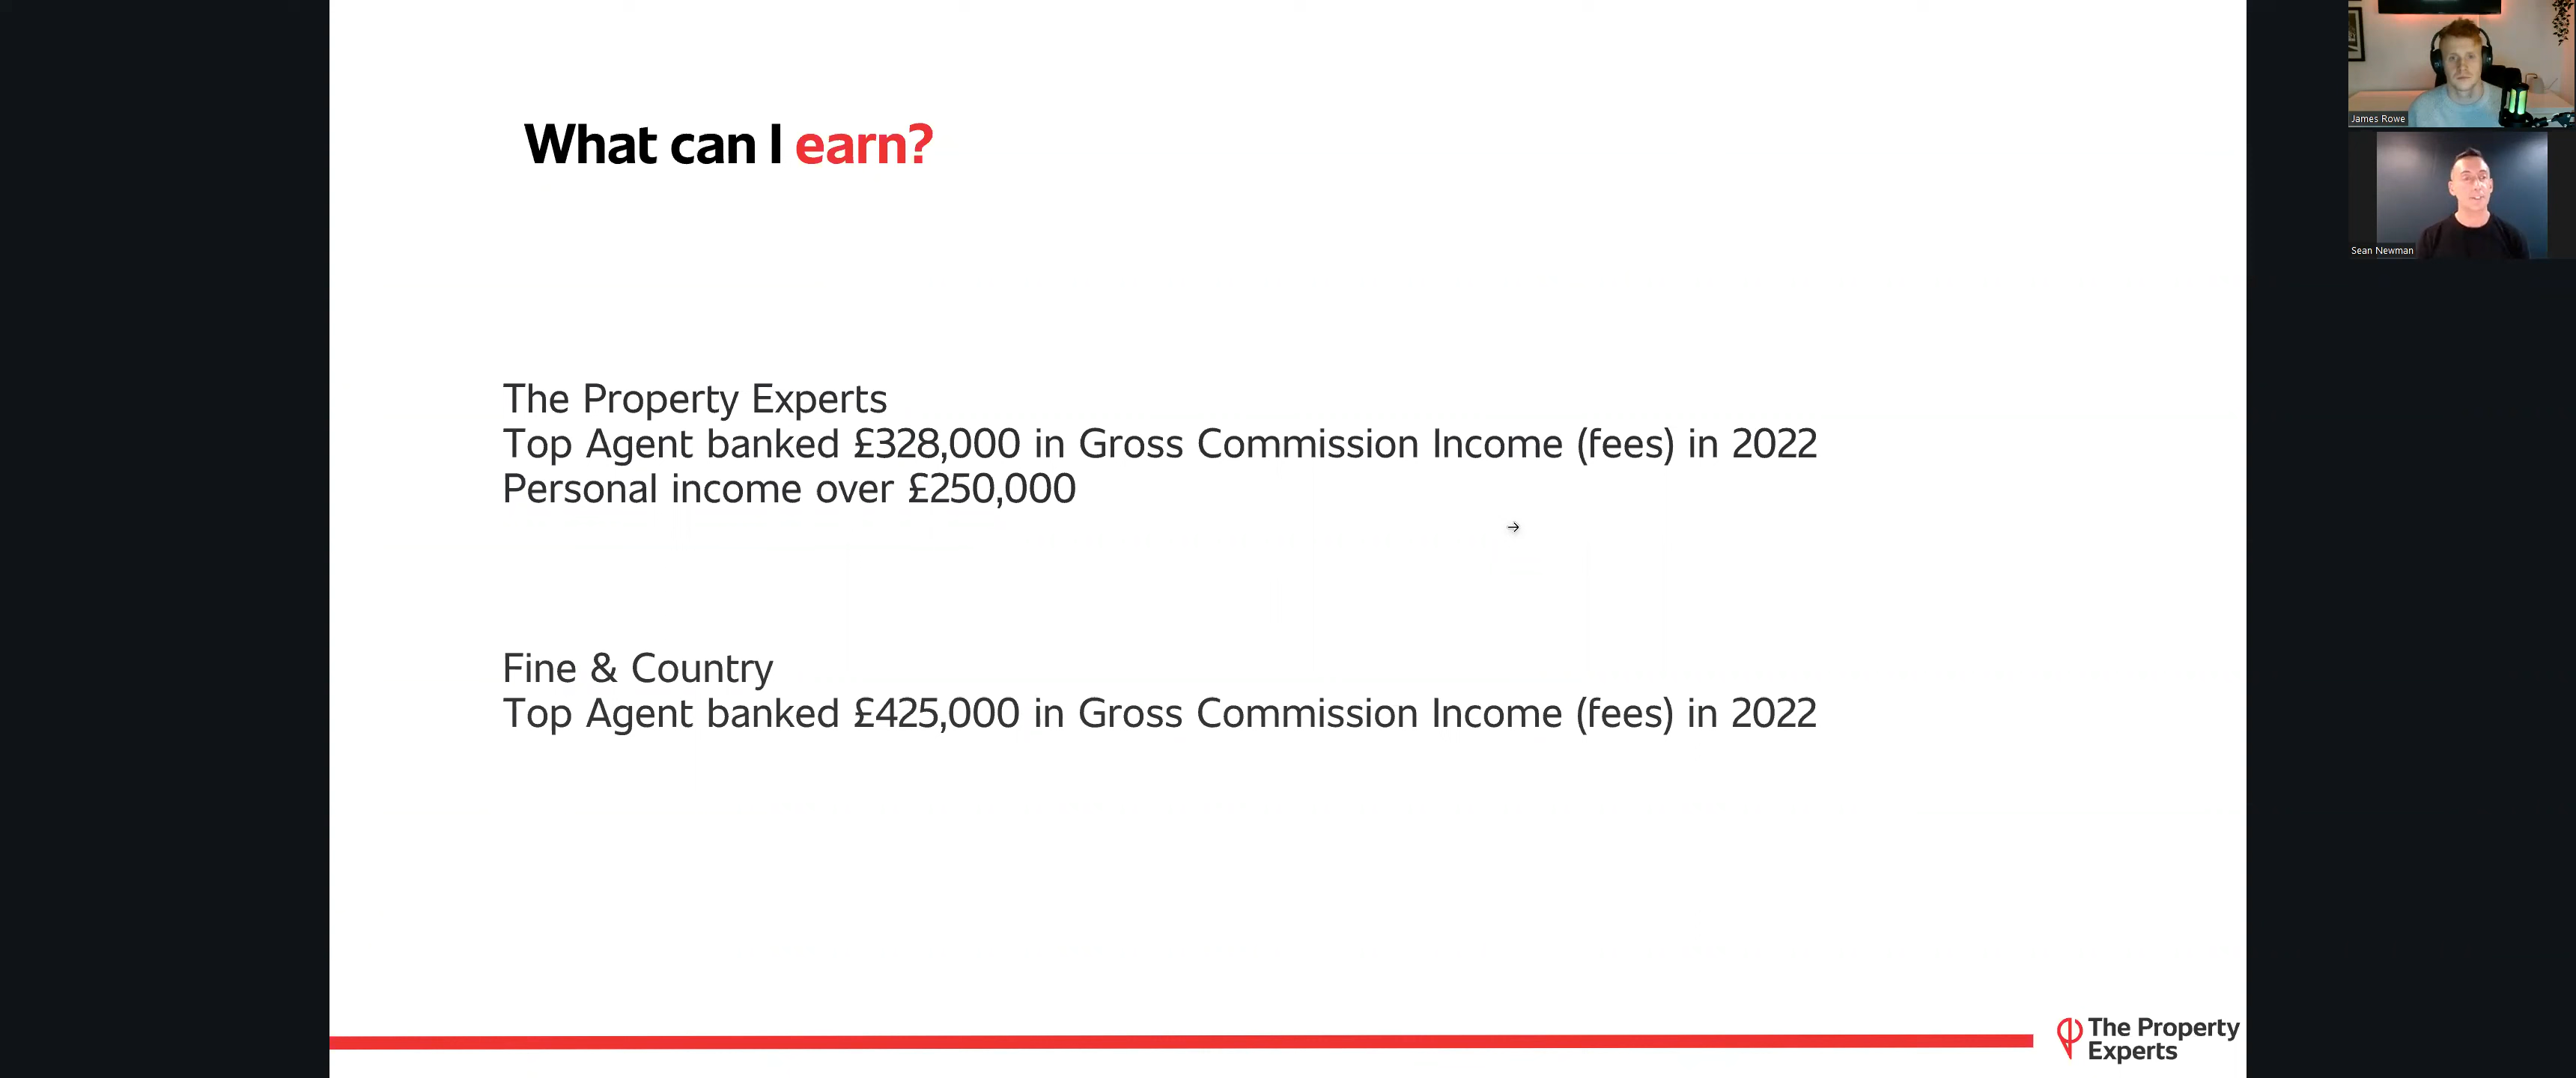 What can I earn?
The Property Experts
Top Agent banked £328,000 in Gross Commission Income (fees) in 2022
Personal income over £250,000
Fine & Country
Top Agent banked £425,000 in Gross Commission Income (fees) in 2022
The Property
Experts
James Rowe
Sean Newman